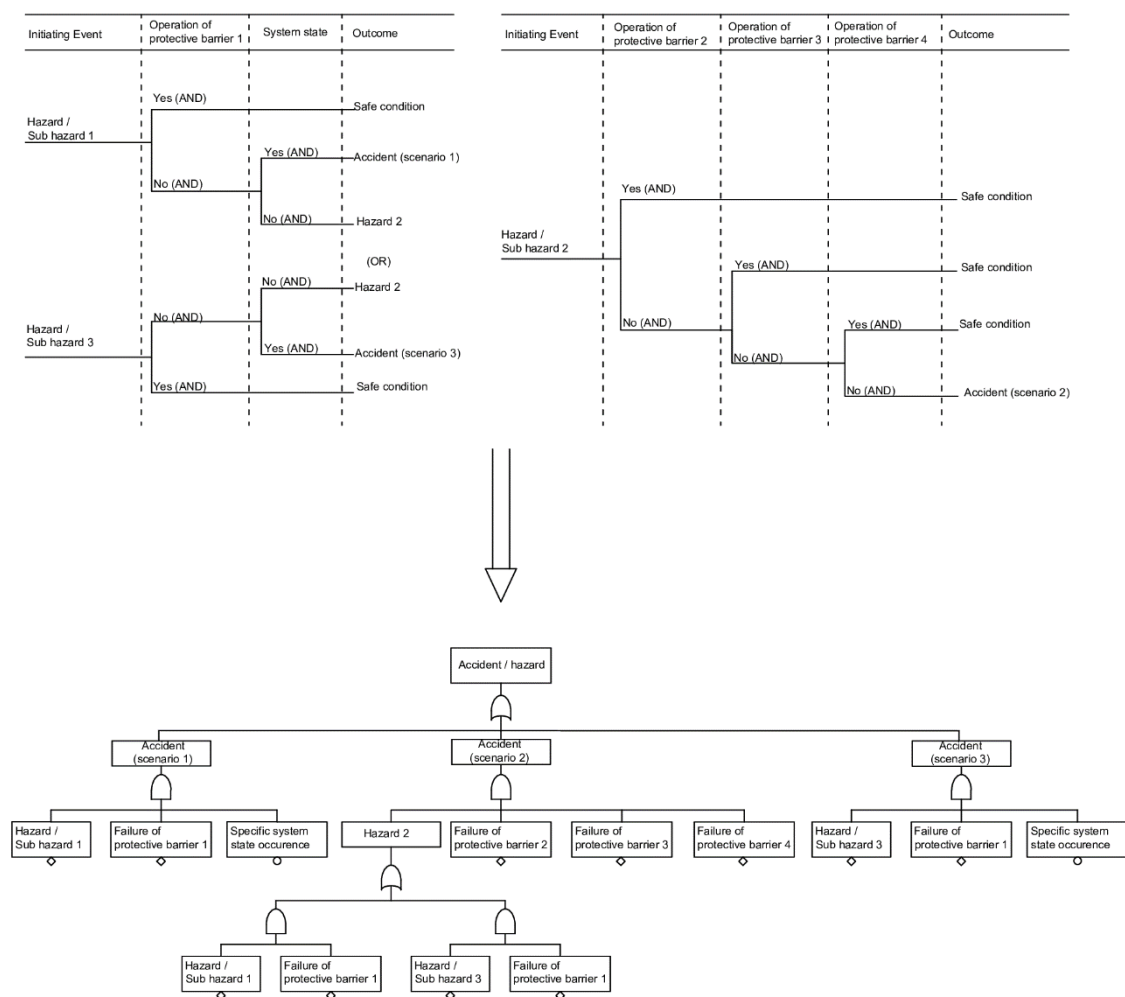 Initiating Event
Operation of
protective barrier 1
System state
Outcome
Yes (AND)
Safe condition
Hazard /
Sub hazard 1
Yes (AND)
Accident (scenario 1)
No (AND)
No (AND)
Hazard 2
(OR)
No (AND)
Hazard 2
No (AND)
Hazard /
Sub hazard 3
Yes (AND)
Accident (scenario 3)
Yes (AND)
Safe condition
Initiating Event
Operation of
protective barrier 2
Operation of
protective barrier 3
Operation of
protective barrier 4
Outcome
Yes (AND)
Safe condition
Hazard /
Sub hazard 2
Yes (AND)
Safe condition
No (AND)
Yes (AND)
Safe condition
No (AND)
No (AND)
Accident (scenario 2)
Accident / hazard
Accident
(scenario 1)
Accident
(scenario 2)
Accident
(scenario 3)
Hazard /
Sub hazard 1
Failure of
protective barrier 1
Specific system
state occurence
Hazard 2
Failure of
protective barrier 2
Failure of
protective barrier 3
Failure of
protective barrier 4
Hazard /
Sub hazard 3
Failure of
protective barrier 1
Specific system
state occurence
Hazard /
Sub hazard 1
Failure of
protective barrier 1
Hazard /
Sub hazard 3
Failure of
protective barrier 1